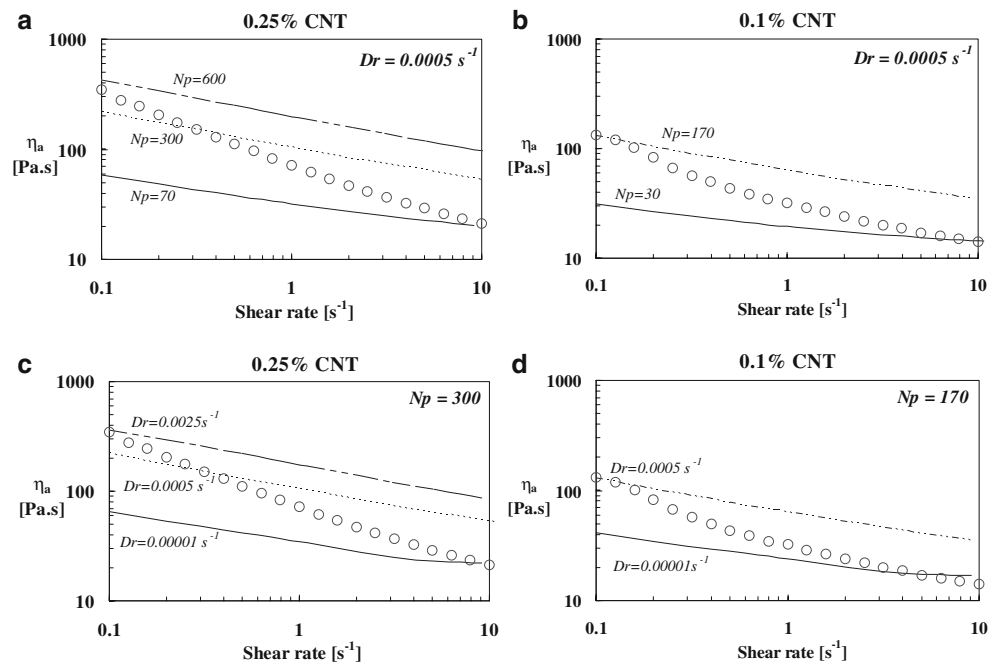 a
0.25% CNT
1000
100
10
η_a
[Pa.s]
Dr = 0.0005 s⁻¹
Np=600
Np=300
Np=70
0.1
1
10
Shear rate [s⁻¹]
b
0.1% CNT
1000
100
10
η_a
[Pa.s]
Dr = 0.0005 s⁻¹
Np=170
Np=30
0.1
1
10
Shear rate [s⁻¹]
c
0.25% CNT
1000
100
10
η_a
[Pa.s]
Np = 300
Dr=0.0025s⁻¹
Dr=0.0005 s⁻¹
Dr=0.00001 s⁻¹
0.1
1
10
Shear rate [s⁻¹]
d
0.1% CNT
1000
100
10
η_a
[Pa.s]
Np = 170
Dr=0.0005 s⁻¹
Dr=0.00001s⁻¹
0.1
1
10
Shear rate [s⁻¹]